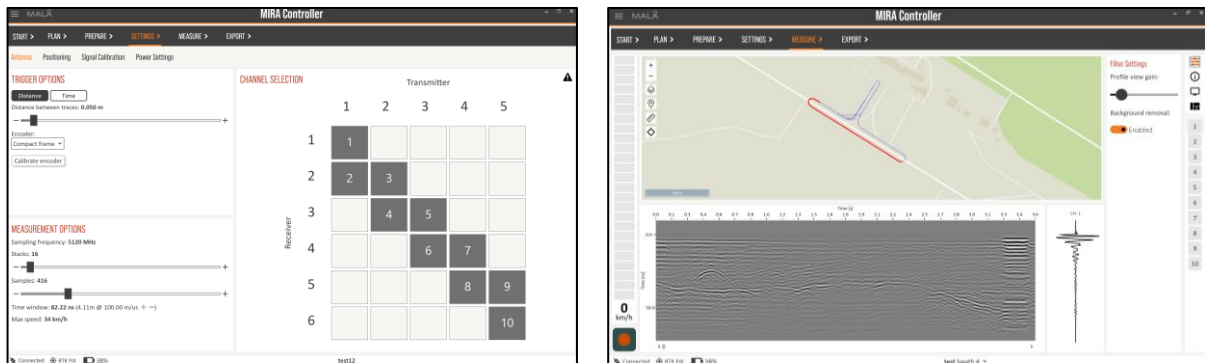 MALÅ
MIRA Controller
START > PLAN > PREPARE > SETTINGS > MEASURE > EXPORT >
Antenna Positioning Signal Calibration Power Settings
TRIGGER OPTIONS
Distance Time
Distance between traces: 0.050 m
Encoder:
Compact frame
Calibrate encoder
MEASUREMENT OPTIONS
Sampling frequency: 5120 MHz
Stacks: 16
Samples: 416
Time window: 82.22 ns (4.11m @ 100.00 m/us + −)
Max speed: 34 km/h
CHANNEL SELECTION
Transmitter
1 2 3 4 5
Receiver
1 1
2 2 3
3 4 5
4 6 7
5 8 9
6 10
Connected RTK FIX 38% test12
MALÅ
MIRA Controller
START > PLAN > PREPARE > SETTINGS > MEASURE > EXPORT >
Filter Settings
Profile view gain:
Background removal:
Enabled
1
2
3
4
5
6
7
8
9
10
CH 1
0
km/h
Connected RTK FIX 38% test Swath 4